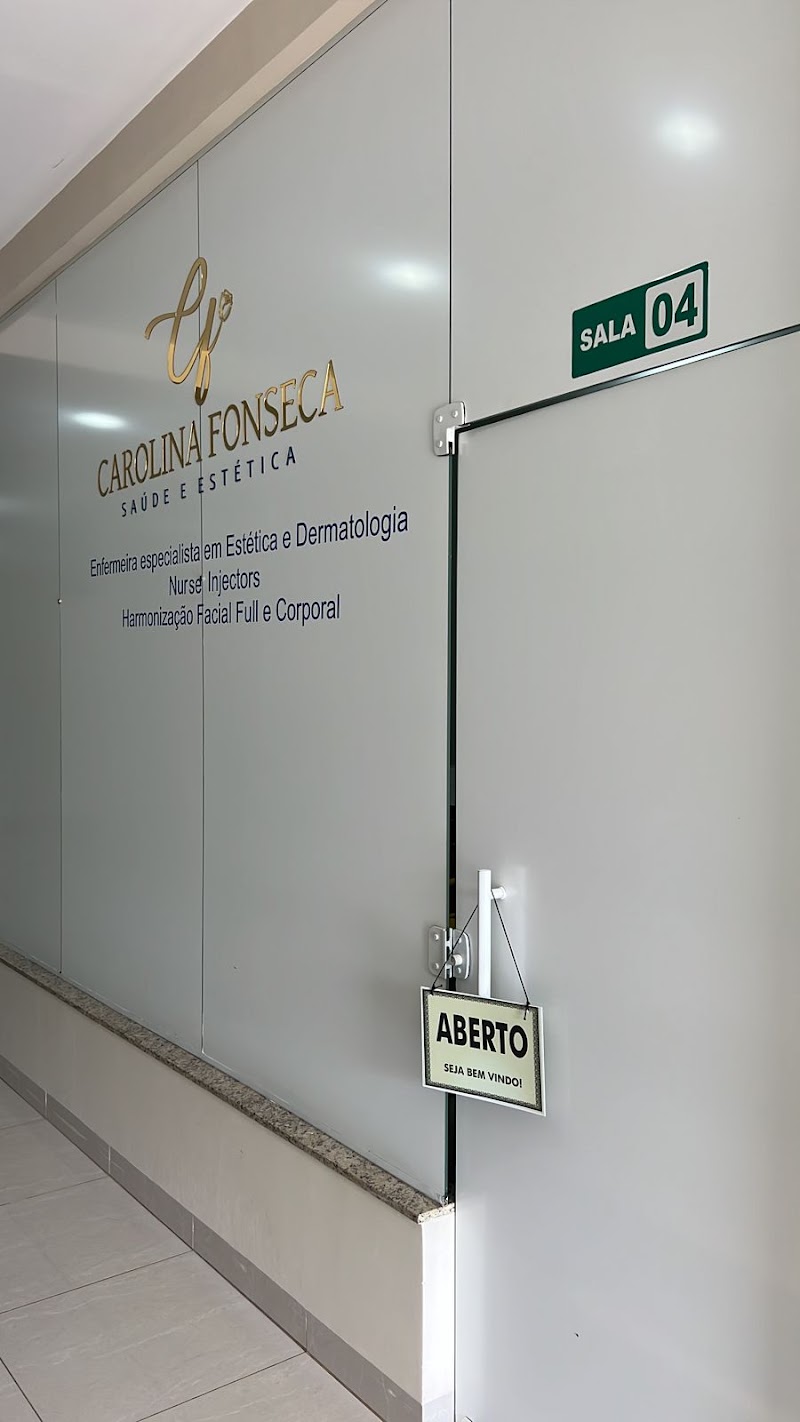 Cf
CAROLINA FONSECA
SAÚDE E ESTÉTICA
Enfermeira especialista em Estética e Dermatologia
Nurse Injectors
Harmonização Facial Full e Corporal
SALA 04
ABERTO
SEJA BEM VINDO!